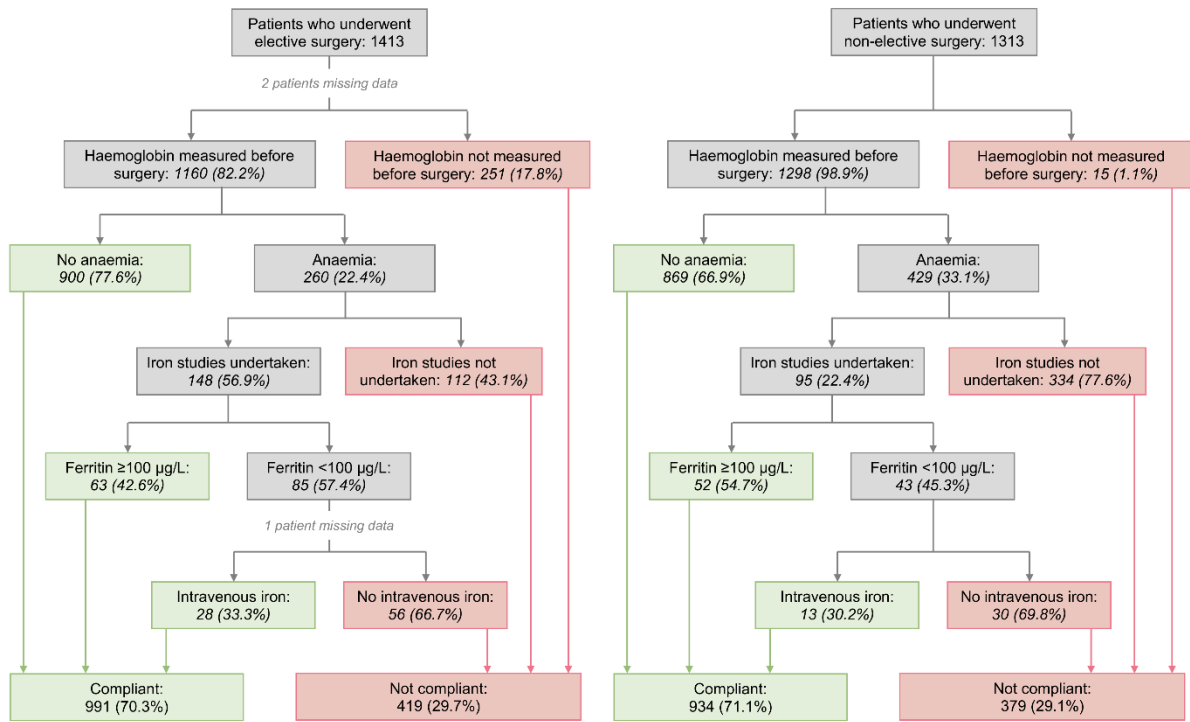 Patients who underwent
elective surgery: 1413
2 patients missing data
Haemoglobin measured before
surgery: 1160 (82.2%)
Haemoglobin not measured
before surgery: 251 (17.8%)
No anaemia:
900 (77.6%)
Anaemia:
260 (22.4%)
Iron studies undertaken:
148 (56.9%)
Iron studies not
undertaken: 112 (43.1%)
Ferritin ≥100 µg/L:
63 (42.6%)
Ferritin <100 µg/L:
85 (57.4%)
1 patient missing data
Intravenous iron:
28 (33.3%)
No intravenous iron:
56 (66.7%)
Compliant:
991 (70.3%)
Not compliant:
419 (29.7%)
Patients who underwent
non-elective surgery: 1313
Haemoglobin measured before
surgery: 1298 (98.9%)
Haemoglobin not measured
before surgery: 15 (1.1%)
No anaemia:
869 (66.9%)
Anaemia:
429 (33.1%)
Iron studies undertaken:
95 (22.4%)
Iron studies not
undertaken: 334 (77.6%)
Ferritin ≥100 µg/L:
52 (54.7%)
Ferritin <100 µg/L:
43 (45.3%)
Intravenous iron:
13 (30.2%)
No intravenous iron:
30 (69.8%)
Compliant:
934 (71.1%)
Not compliant:
379 (29.1%)